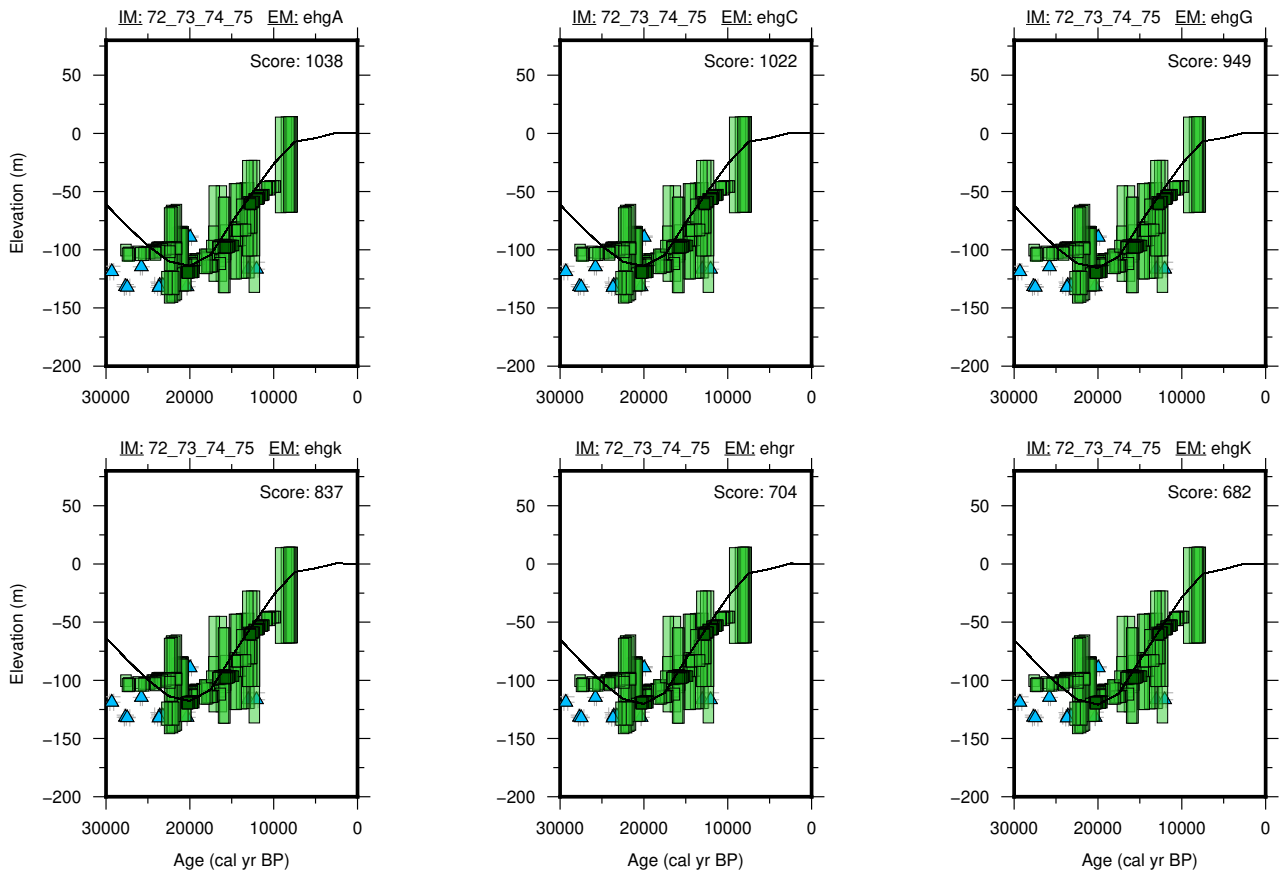 IM: 72_73_74_75 EM: ehgA
IM: 72_73_74_75 EM: ehgC
IM: 72_73_74_75 EM: ehgG
Score: 1038
Score: 1022
Score: 949
Elevation (m)
50
0
−50
−100
−150
−200
30000 20000 10000 0
50
0
−50
−100
−150
−200
30000 20000 10000 0
50
0
−50
−100
−150
−200
30000 20000 10000 0
IM: 72_73_74_75 EM: ehgk
IM: 72_73_74_75 EM: ehgr
IM: 72_73_74_75 EM: ehgK
Score: 837
Score: 704
Score: 682
Elevation (m)
50
0
−50
−100
−150
−200
30000 20000 10000 0
Age (cal yr BP)
50
0
−50
−100
−150
−200
30000 20000 10000 0
Age (cal yr BP)
50
0
−50
−100
−150
−200
30000 20000 10000 0
Age (cal yr BP)